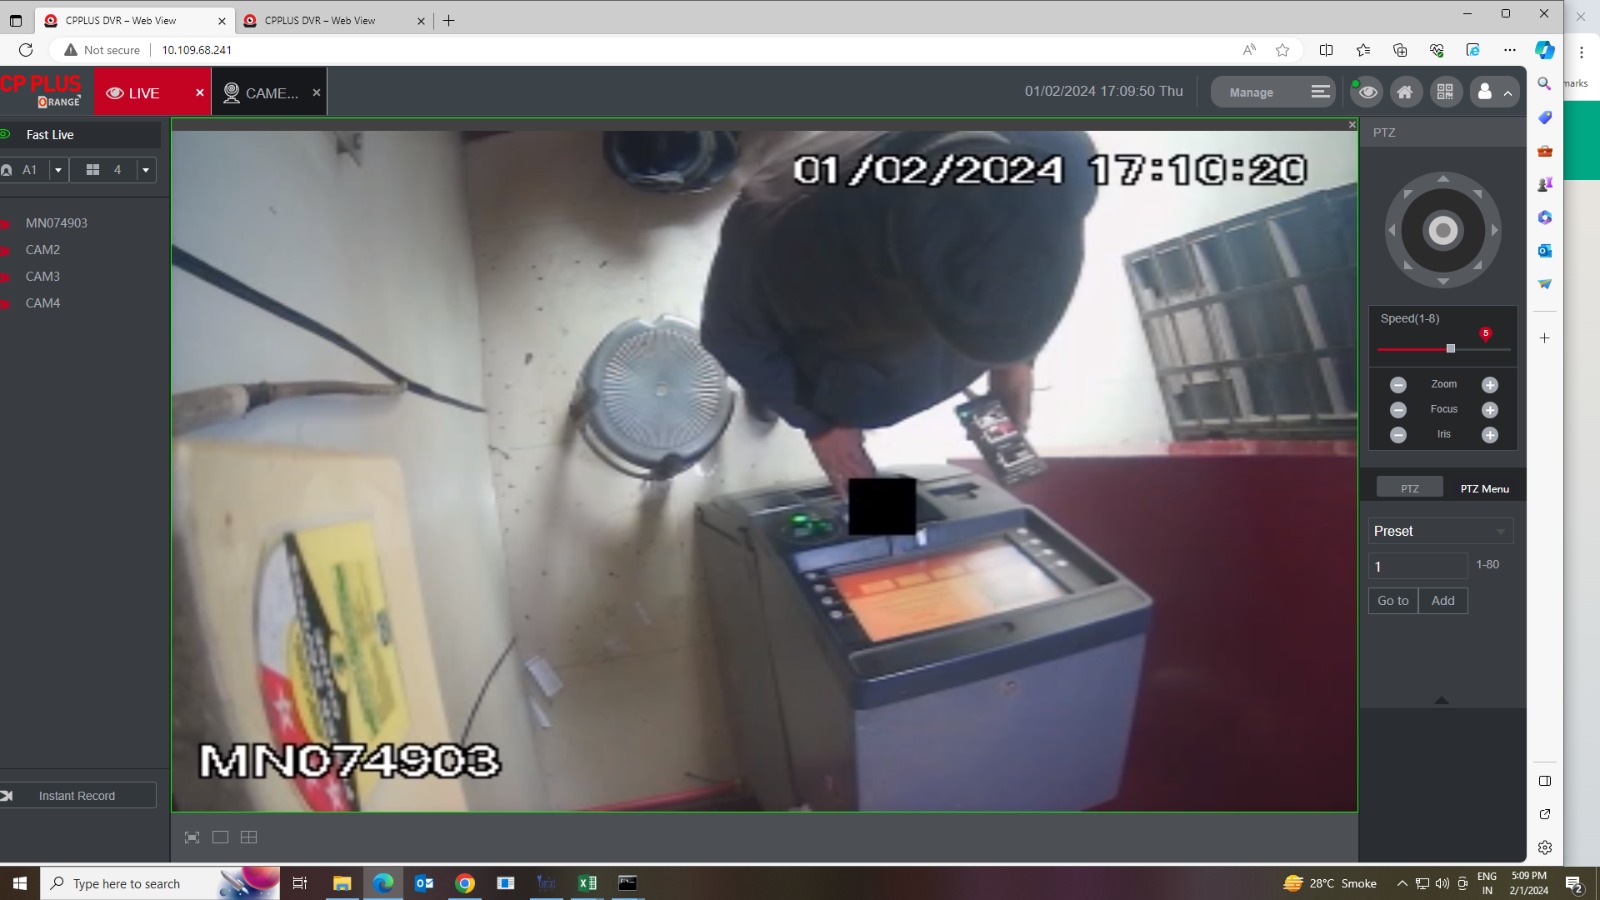 CPPLUS DVR – Web View
CPPLUS DVR – Web View
Not secure
10.109.68.241
CP PLUS
ORANGE
LIVE
CAME...
01/02/2024 17:09:50 Thu
Manage
marks
Fast Live
A1
4
MN074903
CAM2
CAM3
CAM4
01/02/2024 17:10:20
MN074903
Instant Record
PTZ
Speed(1-8)
5
Zoom
Focus
Iris
PTZ
PTZ Menu
Preset
1
1-80
Go to
Add
Type here to search
28°C Smoke
ENG
IN
5:09 PM
2/1/2024
2